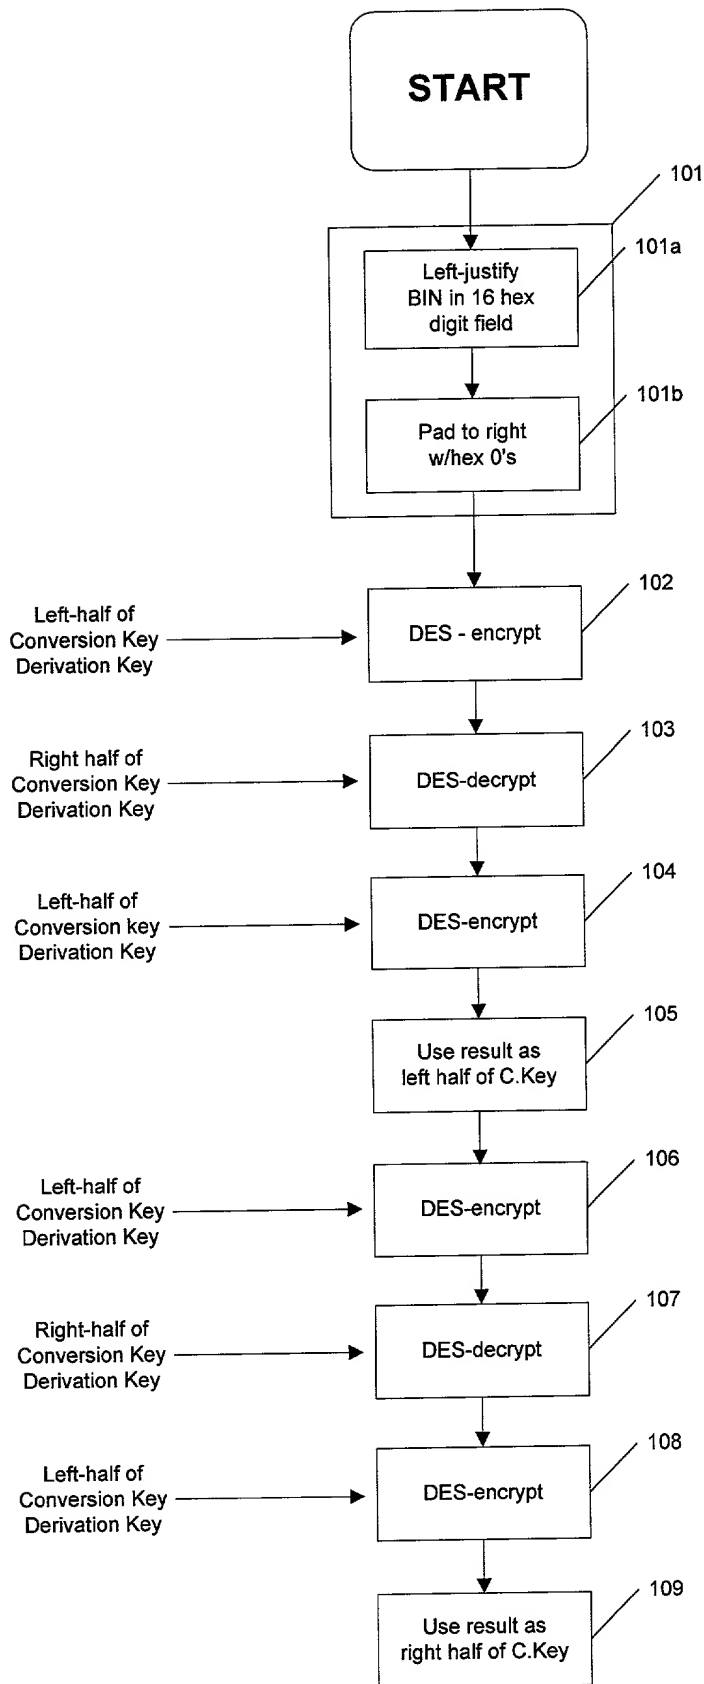 START
101
101a
Left-justify
BIN in 16 hex
digit field
101b
Pad to right
w/hex 0's
102
Left-half of
Conversion Key
Derivation Key
DES - encrypt
103
Right half of
Conversion Key
Derivation Key
DES-decrypt
104
Left-half of
Conversion key
Derivation Key
DES-encrypt
105
Use result as
left half of C.Key
106
Left-half of
Conversion Key
Derivation Key
DES-encrypt
107
Right-half of
Conversion Key
Derivation Key
DES-decrypt
108
Left-half of
Conversion Key
Derivation Key
DES-encrypt
109
Use result as
right half of C.Key